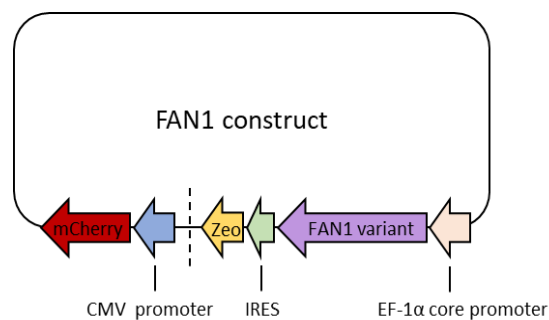 FAN1 construct
mCherry
Zeo
FAN1 variant
CMV promoter
IRES
EF-1α core promoter